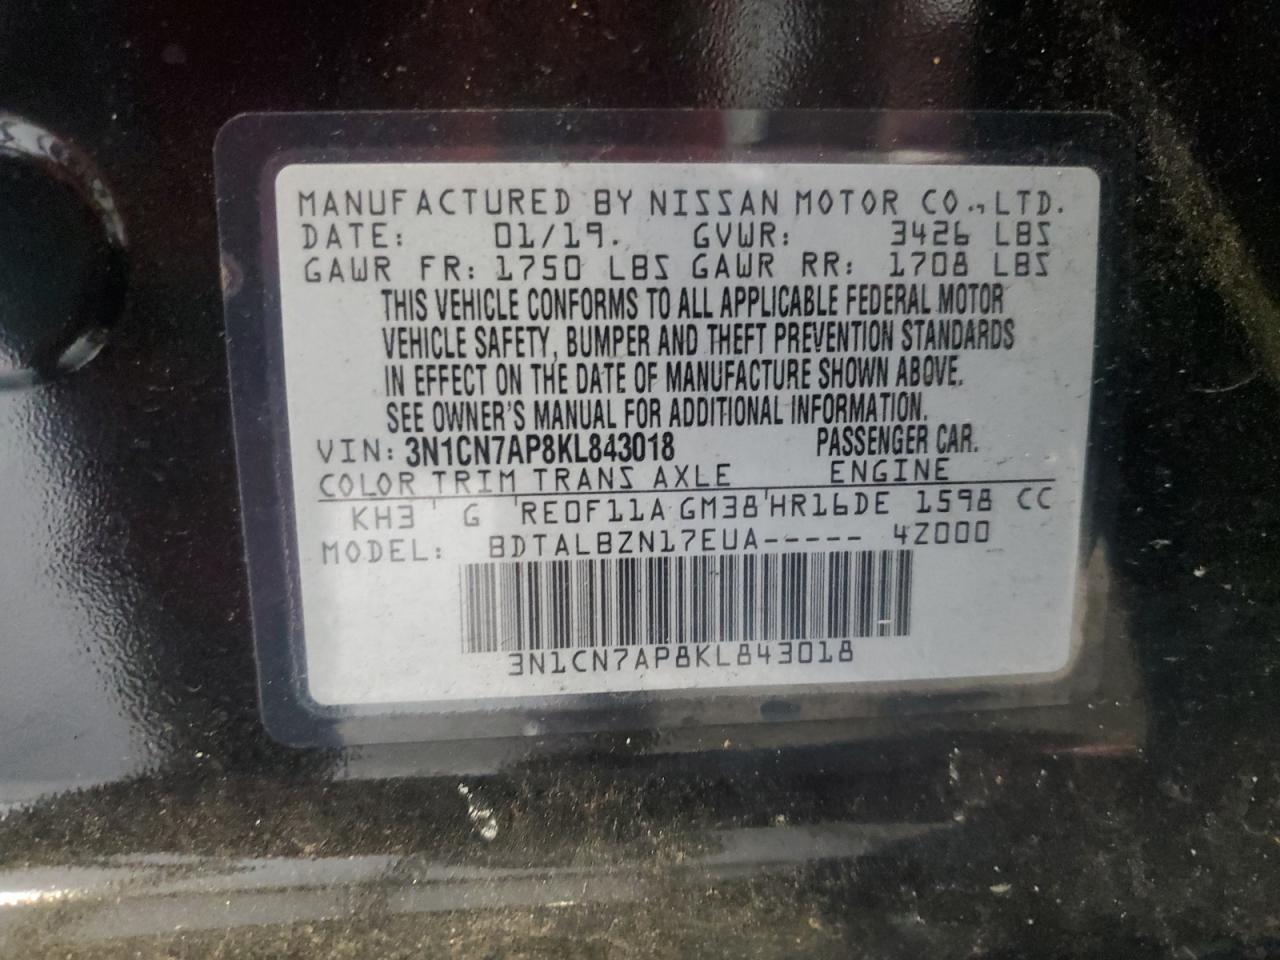 MANUFACTURED BY NISSAN MOTOR CO., LTD.
DATE: 01/19. GVWR: 3426 LBS
GAWR FR: 1750 LBS GAWR RR: 1708 LBS
THIS VEHICLE CONFORMS TO ALL APPLICABLE FEDERAL MOTOR
VEHICLE SAFETY, BUMPER AND THEFT PREVENTION STANDARDS
IN EFFECT ON THE DATE OF MANUFACTURE SHOWN ABOVE.
SEE OWNER'S MANUAL FOR ADDITIONAL INFORMATION.
VIN: 3N1CN7AP8KL843018 PASSENGER CAR.
COLOR TRIM TRANS AXLE ENGINE
KH3 ' G ' RE0F11A GM38 ' HR16DE 1598 CC
MODEL: BDTALBZN17EUA----- 4Z000
3N1CN7AP8KL843018